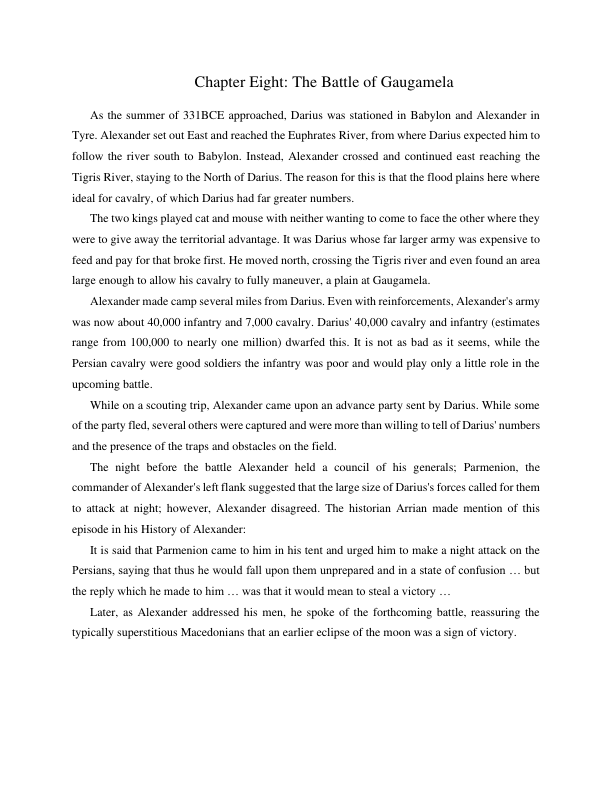 Chapter Eight: The Battle of Gaugamela
As the summer of 331BCE approached, Darius was stationed in Babylon and Alexander in
Tyre. Alexander set out East and reached the Euphrates River, from where Darius expected him to
follow the river south to Babylon. Instead, Alexander crossed and continued east reaching the
Tigris River, staying to the North of Darius. The reason for this is that the flood plains here where
ideal for cavalry, of which Darius had far greater numbers.
The two kings played cat and mouse with neither wanting to come to face the other where they
were to give away the territorial advantage. It was Darius whose far larger army was expensive to
feed and pay for that broke first. He moved north, crossing the Tigris river and even found an area
large enough to allow his cavalry to fully maneuver, a plain at Gaugamela.
Alexander made camp several miles from Darius. Even with reinforcements, Alexander's army
was now about 40,000 infantry and 7,000 cavalry. Darius' 40,000 cavalry and infantry (estimates
range from 100,000 to nearly one million) dwarfed this. It is not as bad as it seems, while the
Persian cavalry were good soldiers the infantry was poor and would play only a little role in the
upcoming battle.
While on a scouting trip, Alexander came upon an advance party sent by Darius. While some
of the party fled, several others were captured and were more than willing to tell of Darius' numbers
and the presence of the traps and obstacles on the field.
The night before the battle Alexander held a council of his generals; Parmenion, the
commander of Alexander's left flank suggested that the large size of Darius's forces called for them
to attack at night; however, Alexander disagreed. The historian Arrian made mention of this
episode in his History of Alexander:
It is said that Parmenion came to him in his tent and urged him to make a night attack on the
Persians, saying that thus he would fall upon them unprepared and in a state of confusion … but
the reply which he made to him … was that it would mean to steal a victory …
Later, as Alexander addressed his men, he spoke of the forthcoming battle, reassuring the
typically superstitious Macedonians that an earlier eclipse of the moon was a sign of victory.